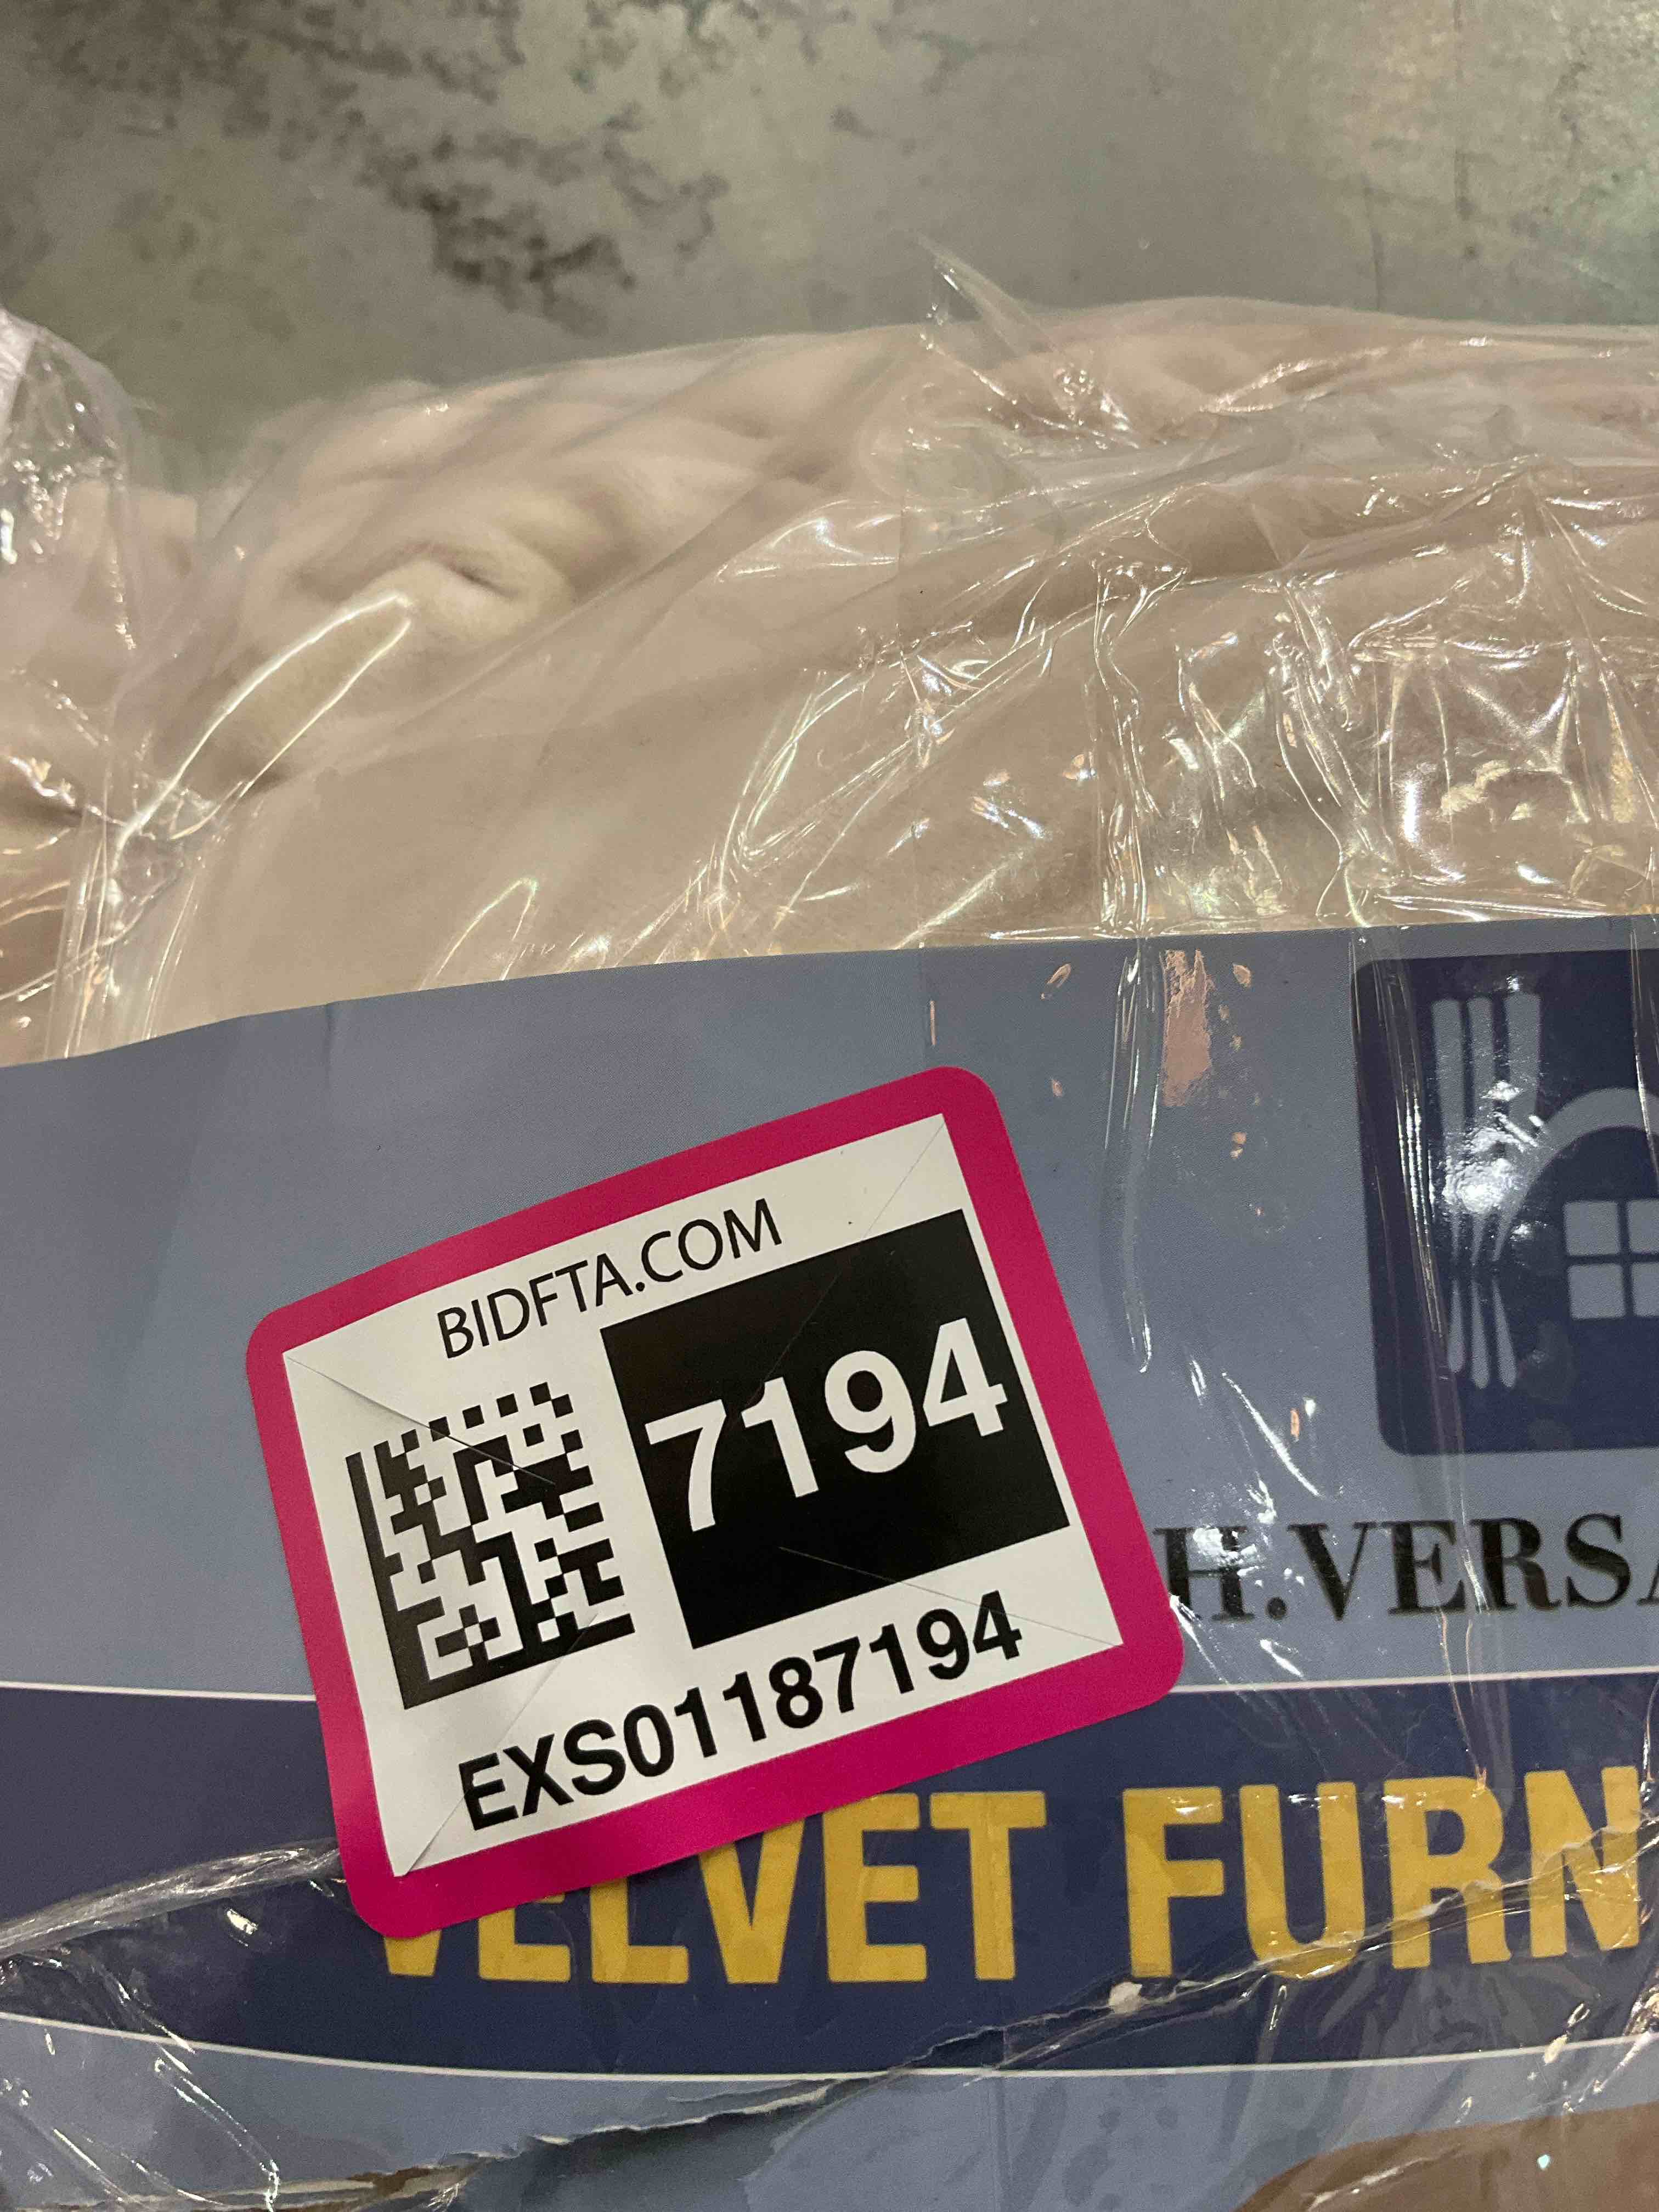 BIDFTA.COM
7194
EXS01187194
H.VERSA
VELVET FURN